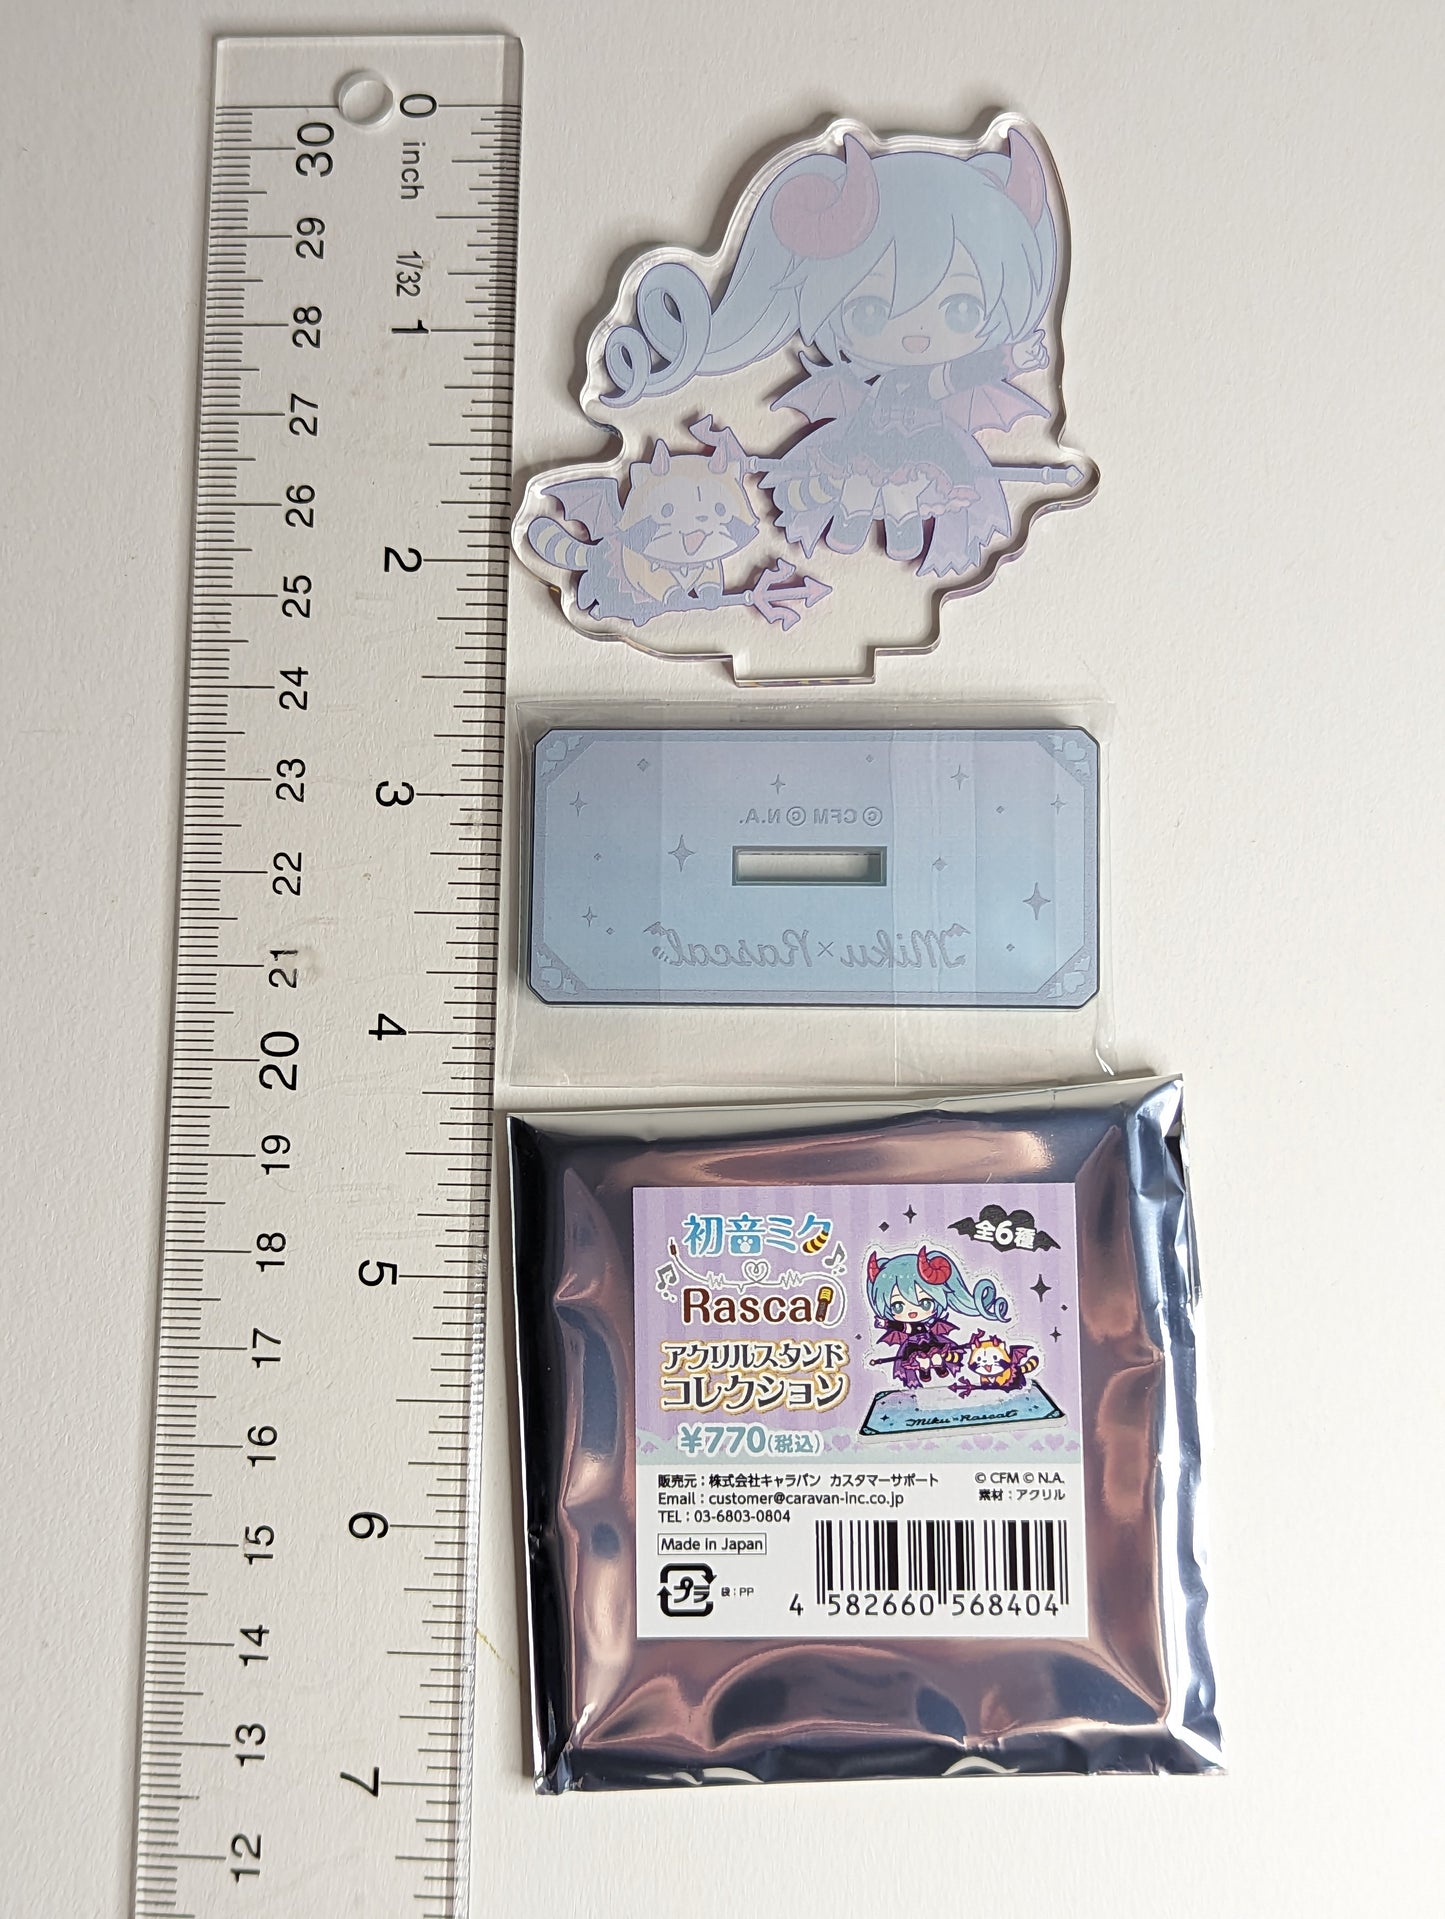 0
inch
1/32
1
2
3
4
5
6
7
30
29
28
27
26
25
24
23
22
21
20
19
18
17
16
15
14
13
12
© CFM © N.A.
Miku×Rascal
初音ミク
Rascal
アクリルスタンド
コレクション
¥770(税込)
全6種
Miku×Rascal
販売元：株式会社キャラバン カスタマーサポート
Email：customer@caravan-inc.co.jp
TEL：03-6803-0804
© CFM © N.A.
素材：アクリル
Made in Japan
プラ
袋：PP
4 582660 568404